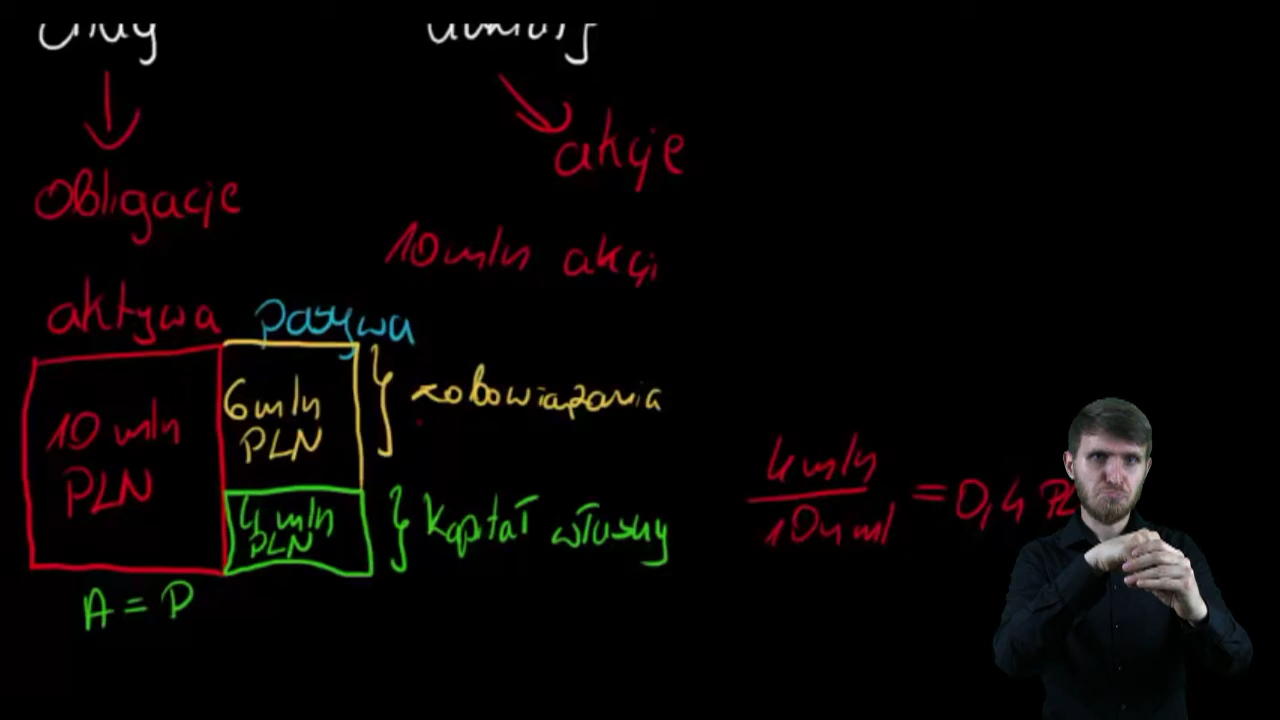 Obligacje
akcje
10 mln akcji
aktywa
pasywa
10 mln
PLN
6 mln
PLN
zobowiązania
4 mln
PLN
kapitał własny
A = P
4 mln
10 mln
= 0,4